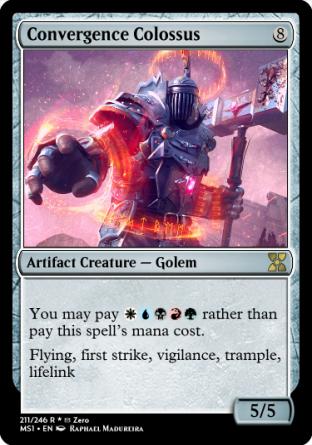 Convergence Colossus 8
Artifact Creature — Golem
You may pay rather than
pay this spell's mana cost.
Flying, first strike, vigilance, trample,
lifelink
5/5
211/246 R * Zero
MS1 • EN Raphael Madureira